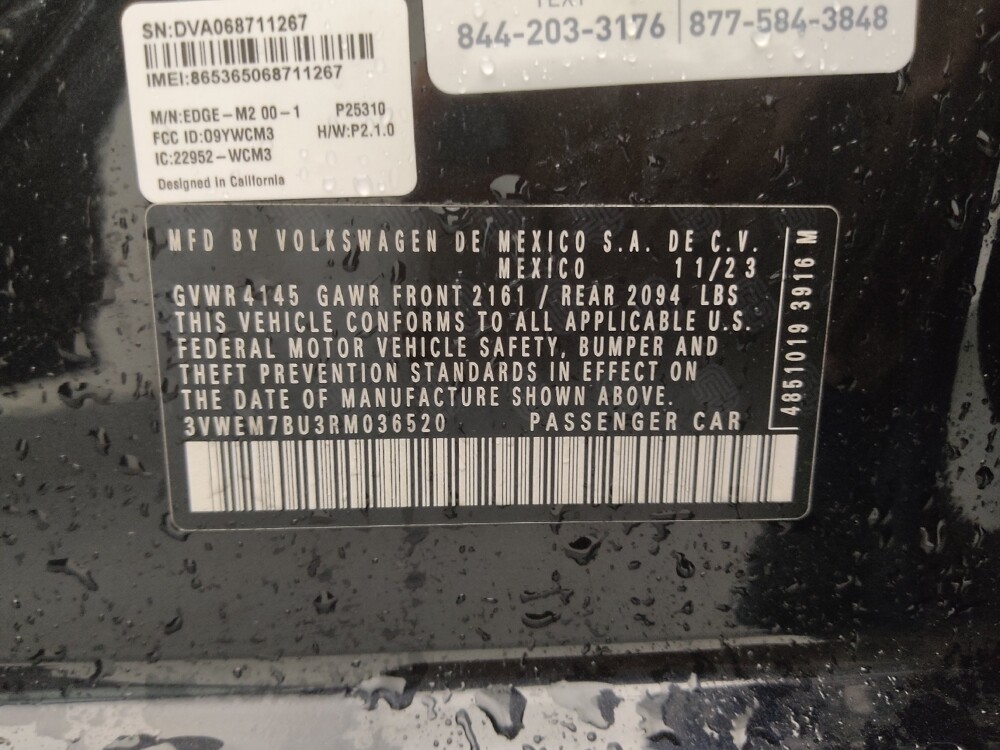 SN:DVA068711267
IMEI:865365068711267
M/N:EDGE-M2 00-1 P25310
FCC ID:O9YWCM3 H/W:P2.1.0
IC:22952-WCM3
Designed in California
TEXT
844-203-3176 | 877-584-3848
MFD BY VOLKSWAGEN DE MEXICO S.A. DE C.V.
MEXICO 11/23
GVWR 4145 GAWR FRONT 2161 / REAR 2094 LBS
THIS VEHICLE CONFORMS TO ALL APPLICABLE U.S.
FEDERAL MOTOR VEHICLE SAFETY, BUMPER AND
THEFT PREVENTION STANDARDS IN EFFECT ON
THE DATE OF MANUFACTURE SHOWN ABOVE.
3VWEM7BU3RM036520 PASSENGER CAR
4851019 3916 M